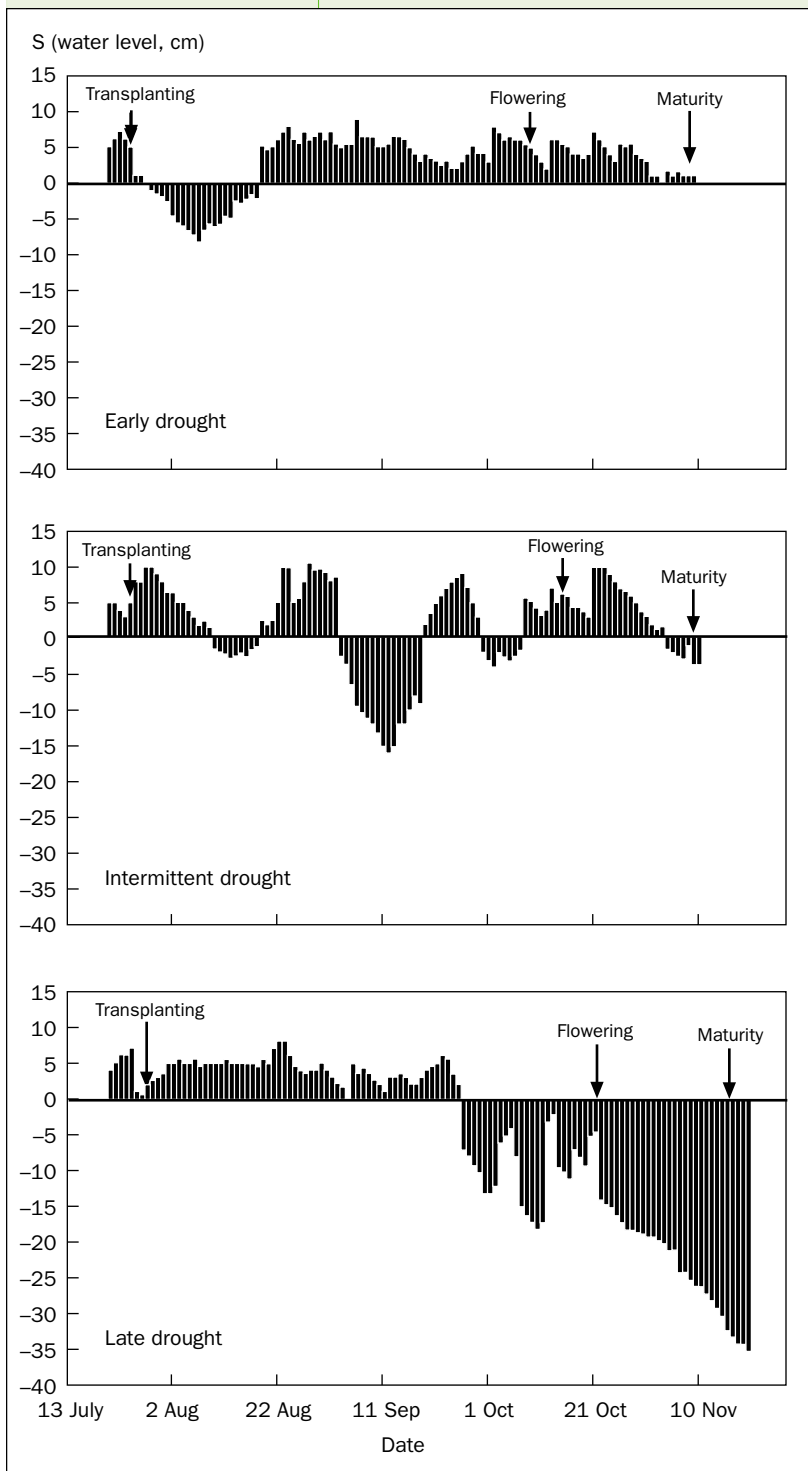 S (water level, cm)
15
Transplanting
Flowering
Maturity
10
5
0
–5
–10
–15
–20
–25
–30
–35
–40
Early drought
15
Transplanting
Flowering
Maturity
10
5
0
–5
–10
–15
–20
–25
–30
–35
–40
Intermittent drought
15
Transplanting
Flowering
Maturity
10
5
0
–5
–10
–15
–20
–25
–30
–35
–40
Late drought
13 July 2 Aug 22 Aug 11 Sep 1 Oct 21 Oct 10 Nov
Date